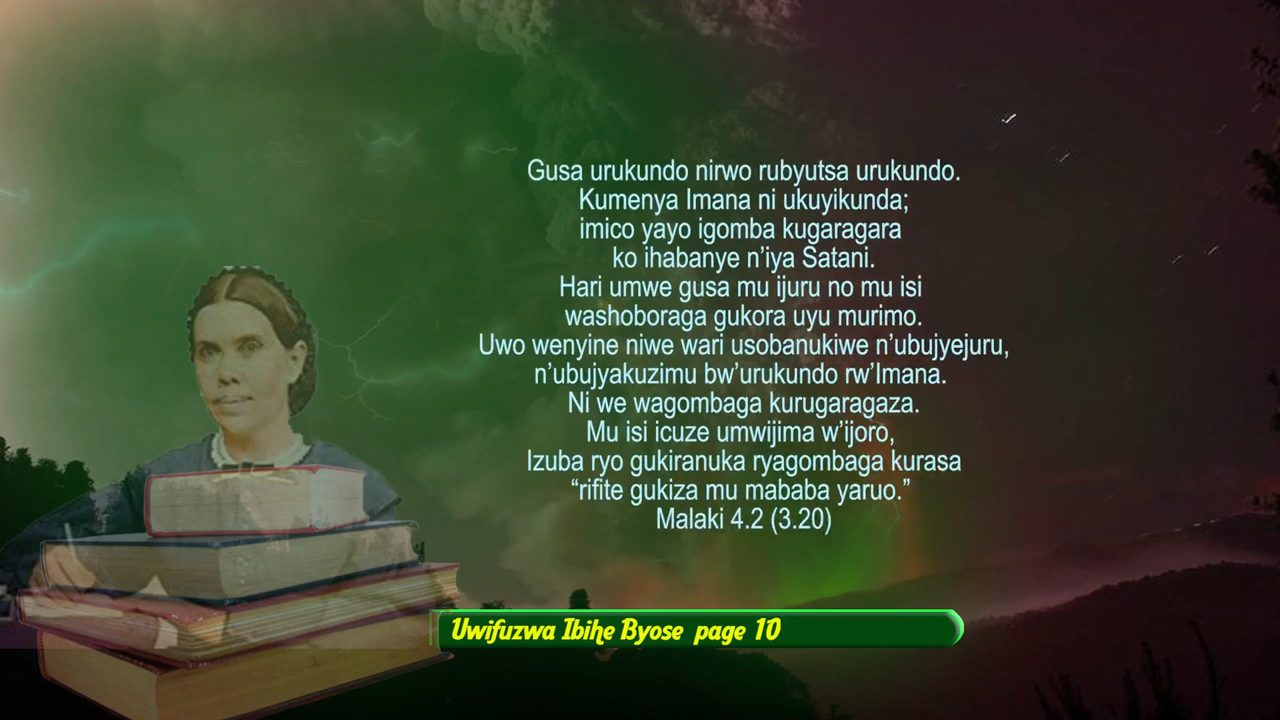 Gusa urukundo nirwo rubyutsa urukundo.
Kumenya Imana ni ukuyikunda;
imico yayo igomba kugaragara
ko ihabanye n’iya Satani.
Hari umwe gusa mu ijuru no mu isi
washoboraga gukora uyu murimo.
Uwo wenyine niwe wari usobanukiwe n’ubujyejuru,
n’ubujyakuzimu bw’urukundo rw’Imana.
Ni we wagombaga kurugaragaza.
Mu isi icuze umwijima w’ijoro,
Izuba ryo gukiranuka ryagombaga kurasa
“rifite gukiza mu mababa yaruo.”
Malaki 4.2 (3.20)
Uwifuzwa Ibihe Byose page 10